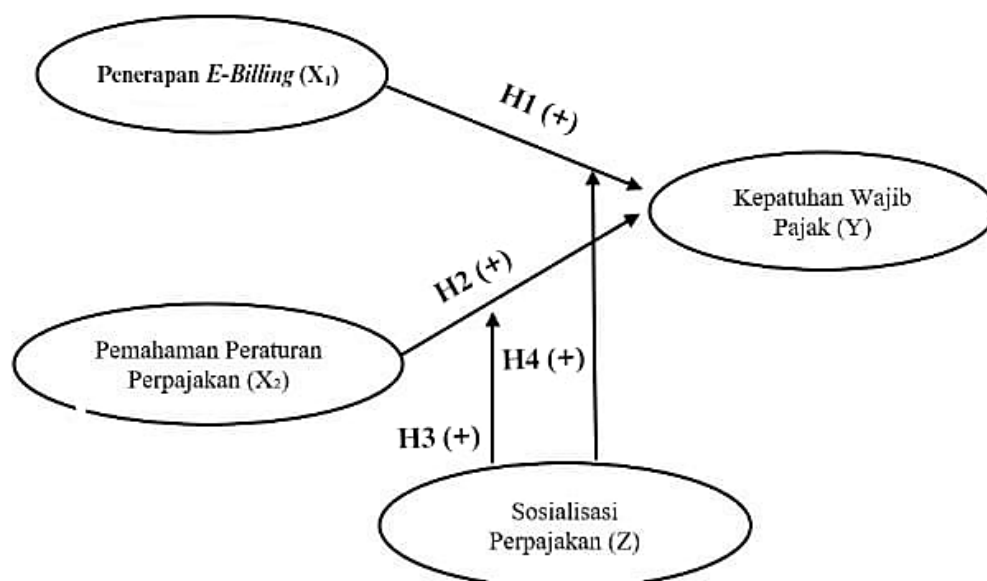 Penerapan E-Billing (X₁)
H1 (+)
Kepatuhan Wajib
Pajak (Y)
H2 (+)
Pemahaman Peraturan
Perpajakan (X₂)
H4 (+)
H3 (+)
Sosialisasi
Perpajakan (Z)